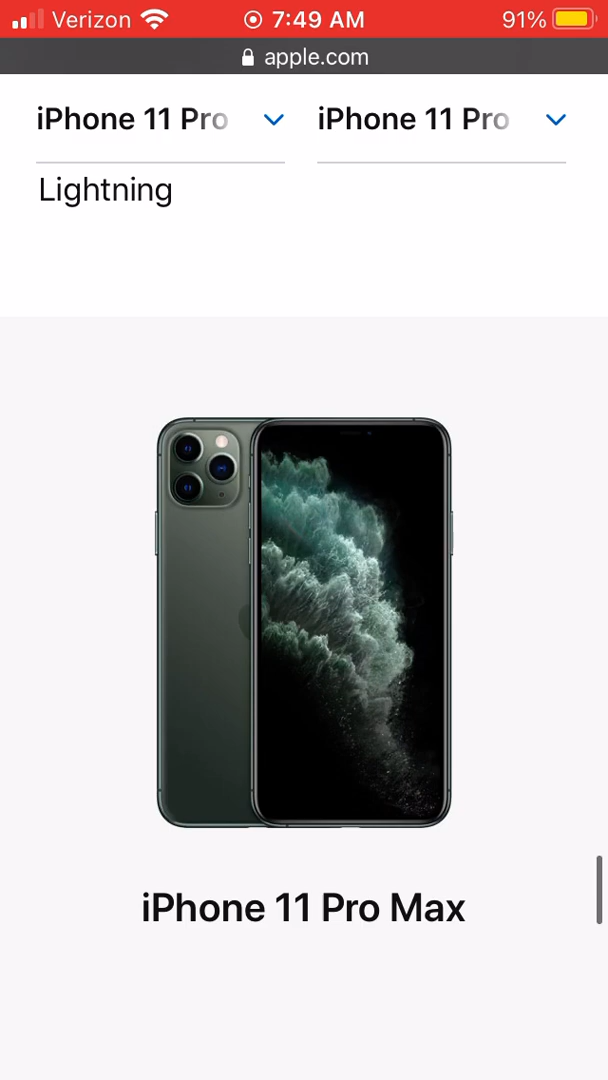 Verizon 7:49 AM 91%
apple.com
iPhone 11 Pro iPhone 11 Pro
Lightning
iPhone 11 Pro Max